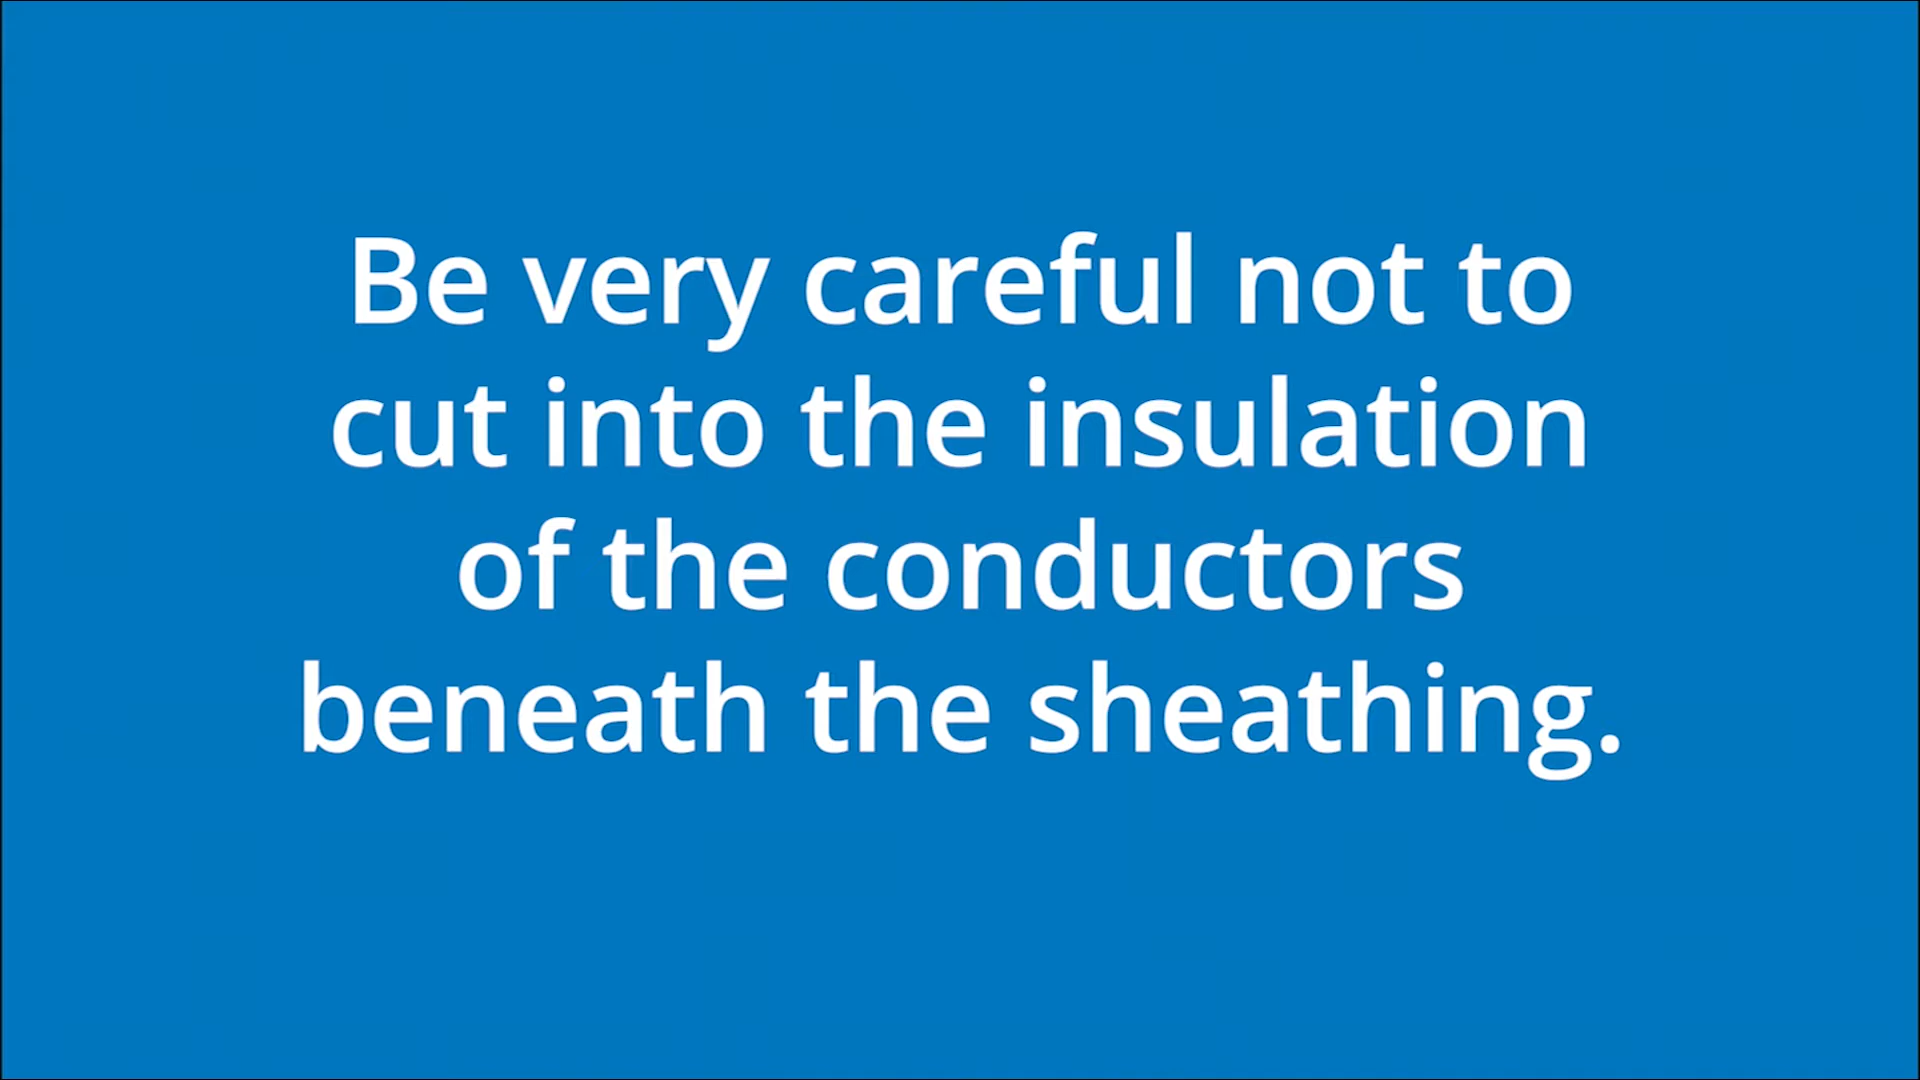 Be very careful not to
cut into the insulation
of the conductors
beneath the sheathing.